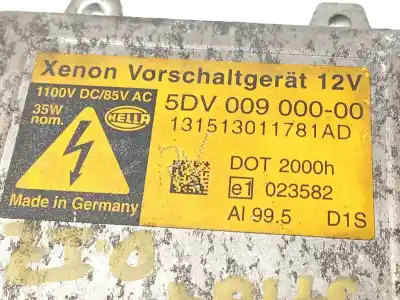 Xenon Vorschaltgerät 12V
1100V DC/85V AC
35W
nom.
HELLA
5DV 009 000-00
131513011781AD
DOT 2000h
e1 023582
Made in Germany
Al 99.5 D1S